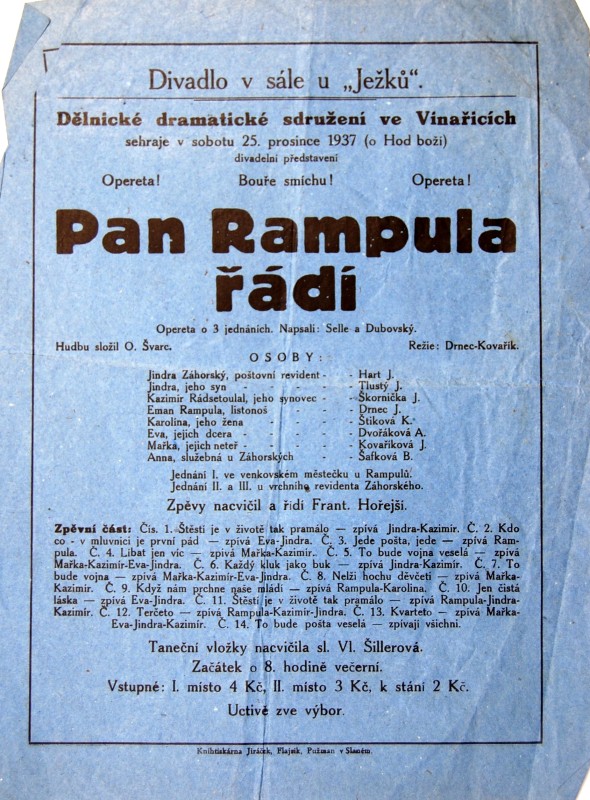 Divadlo v sále u „Ježků“.
Dělnické dramatické sdružení ve Vinařicích
sehraje v sobotu 25. prosince 1937 (o Hod boží)
divadelní představení
Opereta! Bouře smíchu! Opereta!
Pan Rampula
řádí
Opereta o 3 jednáních. Napsali: Selle a Dubovský.
Hudbu složil O. Švarc. Režie: Drnec-Kovařík.
OSOBY:
Jindra Záhorský, poštovní revident - - Hart J.
Jindra, jeho syn - - - - - - Tlustý J.
Kazimír Rádsetoulal, jeho synovec - - Škornička J.
Eman Rampula, listonoš - - - - Drnec J.
Karolina, jeho žena - - - - - Štiková K.
Eva, jejich dcera - - - - - - Dvořáková A.
Mařka, jejich neteř - - - - - - Kovaříková J.
Anna, služebná u Záhorských - - - Šafková B.
Jednání I. ve venkovském městečku u Rampulů.
Jednání II. a III. u vrchního revidenta Záhorského.
Zpěvy nacvičil a řídí Frant. Hořejší.
Zpěvní část: Čís. 1. Štěstí je v životě tak pramálo — zpívá Jindra-Kazimír. Č. 2. Kdo
co - v mluvnici je první pád — zpívá Eva-Jindra. Č. 3. Jede pošta, jede — zpívá Ram-
pula. Č. 4. Líbat jen víc — zpívá Mařka-Kazimír.. Č. 5. To bude vojna veselá — zpívá
Mařka-Kazimír-Eva-Jindra. Č. 6. Každý kluk jako buk — zpívá Jindra-Kazimír. Č. 7. To
bude vojna — zpívá Mařka-Kazimír-Eva-Jindra. Č. 8. Nelži hochu děvčeti — zpívá Mařka-
Kazimír. Č. 9. Když nám prchne naše mládí — zpívá Rampula-Karolina. Č. 10. Jen čistá
láska — zpívá Eva-Jindra. Č. 11. Štěstí je v životě tak pramálo — zpívá Rampula-Jindra-
Kazimír. Č. 12. Terčeto — zpívá Rampula-Kazimír-Jindra. Č. 13. Kvarteto — zpívá Mařka-
Eva-Jindra-Kazimír. Č. 14. To bude pošta veselá — zpívají všichni.
Taneční vložky nacvičila sl. Vl. Šillerová.
Začátek o 8. hodině večerní.
Vstupné: I. místo 4 Kč, II. místo 3 Kč, k stání 2 Kč.
Uctivě zve výbor.
Knihtiskárna Jiráček, Flajšík, Pužman v Slaném.